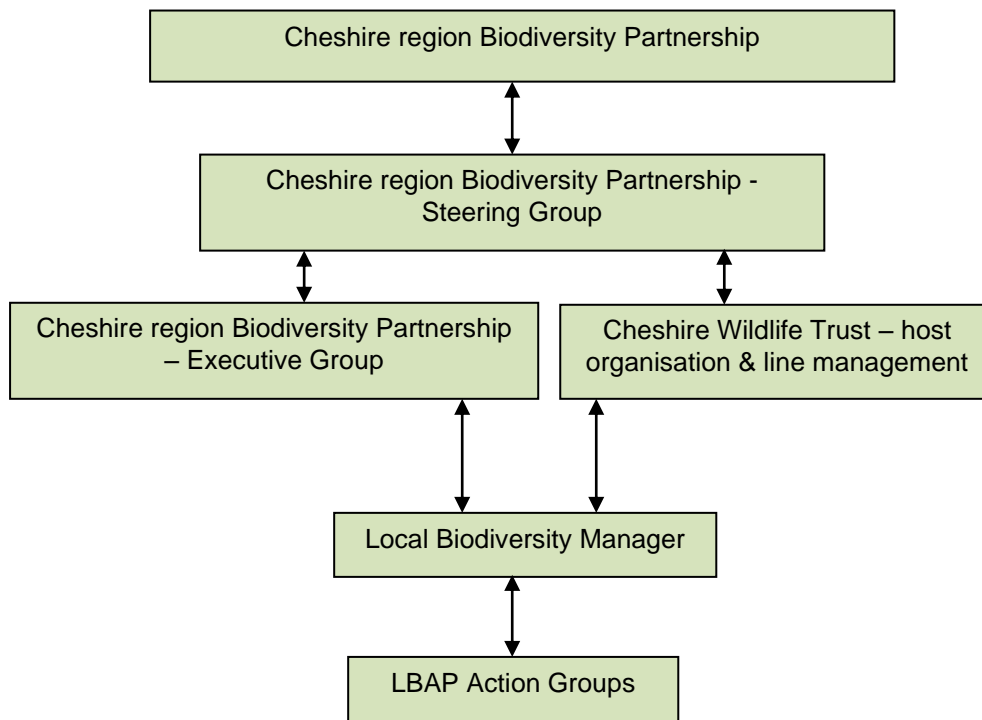 Cheshire region Biodiversity Partnership
Cheshire region Biodiversity Partnership -
Steering Group
Cheshire region Biodiversity Partnership
– Executive Group
Cheshire Wildlife Trust – host
organisation & line management
Local Biodiversity Manager
LBAP Action Groups